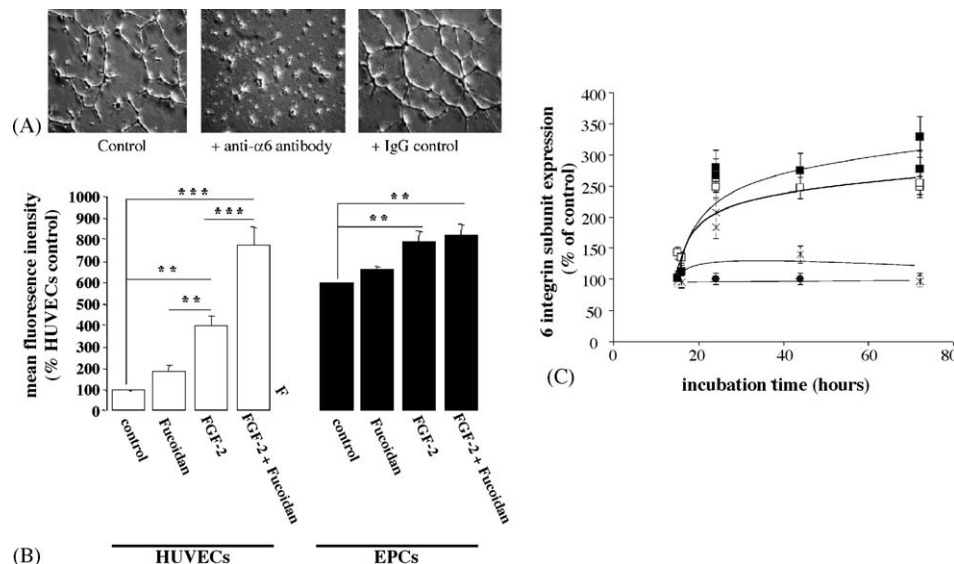 (A)
Control
+ anti-α6 antibody
+ IgG control
mean fluoresence inensity
(% HUVECs control)
1000
900
800
700
600
500
400
300
200
100
0
***
***
**
**
**
**
F
control
Fucoidan
FGF-2
FGF-2 + Fucoidan
control
Fucoidan
FGF-2
FGF-2 + Fucoidan
(B)
HUVECs
EPCs
6 integrin subunit expression
(% of control)
400
350
300
250
200
150
100
50
0
0
20
40
60
80
(C)
incubation time (hours)